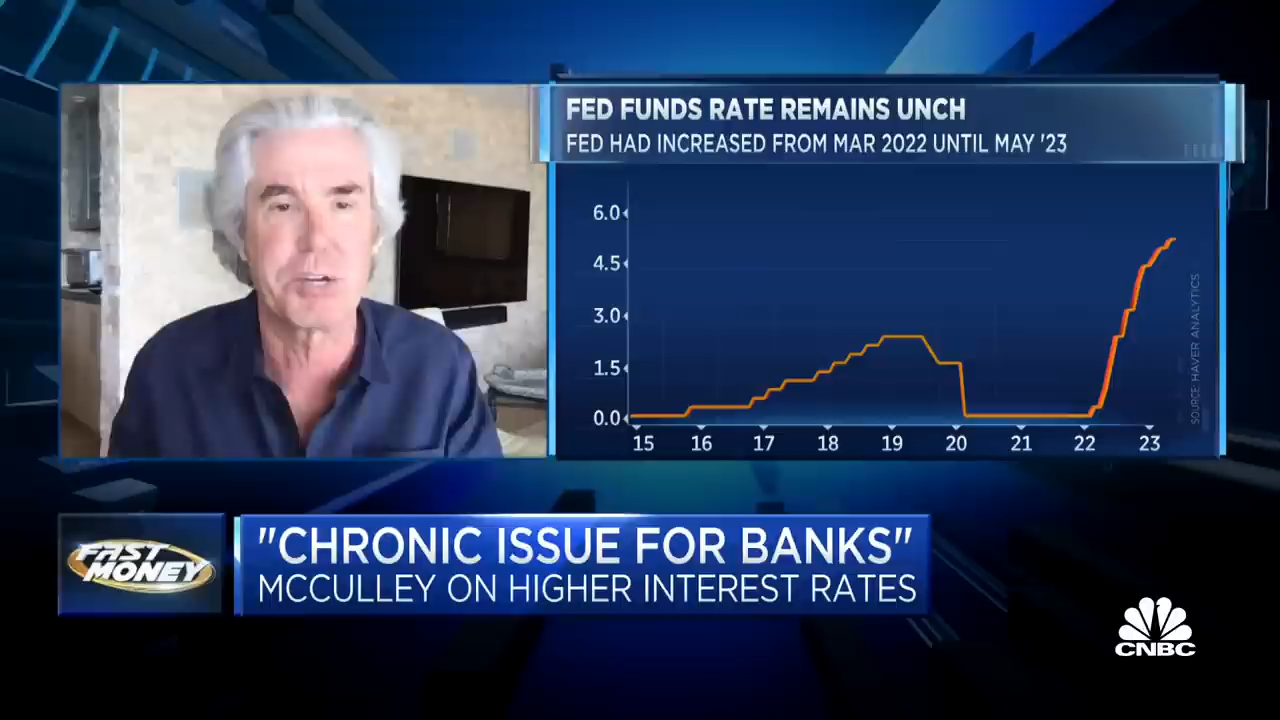 FED FUNDS RATE REMAINS UNCH
FED HAD INCREASED FROM MAR 2022 UNTIL MAY '23
6.0
4.5
3.0
1.5
0.0
15 16 17 18 19 20 21 22 23
SOURCE: HAVER ANALYTICS
FAST
MONEY
"CHRONIC ISSUE FOR BANKS"
MCCULLEY ON HIGHER INTEREST RATES
CNBC